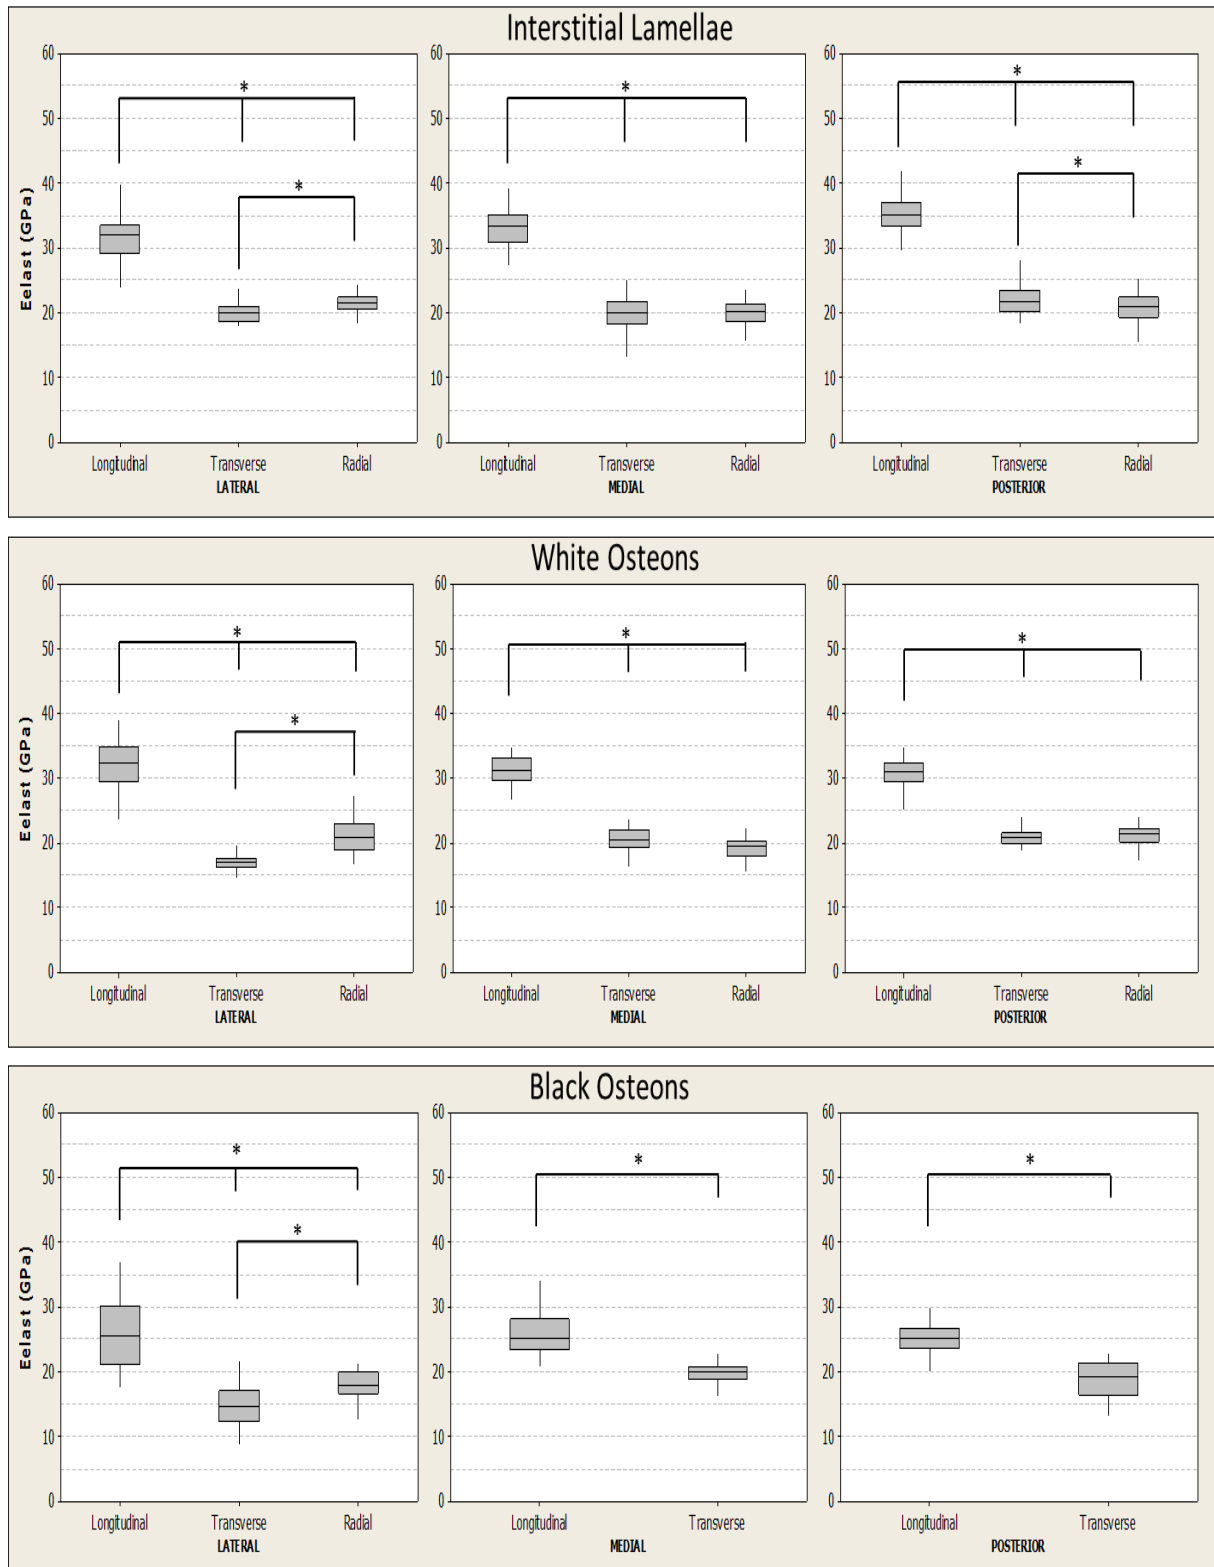 Interstitial Lamellae
60 60 60
* * *
50 50 50
* *
40 40 40
Eelast (GPa)
30 30 30
20 20 20
10 10 10
0 0 0
Longitudinal Transverse Radial Longitudinal Transverse Radial Longitudinal Transverse Radial
LATERAL MEDIAL POSTERIOR
White Osteons
60 60 60
* * *
50 50 50
*
40 40 40
Eelast (GPa)
30 30 30
20 20 20
10 10 10
0 0 0
Longitudinal Transverse Radial Longitudinal Transverse Radial Longitudinal Transverse Radial
LATERAL MEDIAL POSTERIOR
Black Osteons
60 60 60
* * *
50 50 50
*
40 40 40
Eelast (GPa)
30 30 30
20 20 20
10 10 10
0 0 0
Longitudinal Transverse Radial Longitudinal Transverse Longitudinal Transverse
LATERAL MEDIAL POSTERIOR